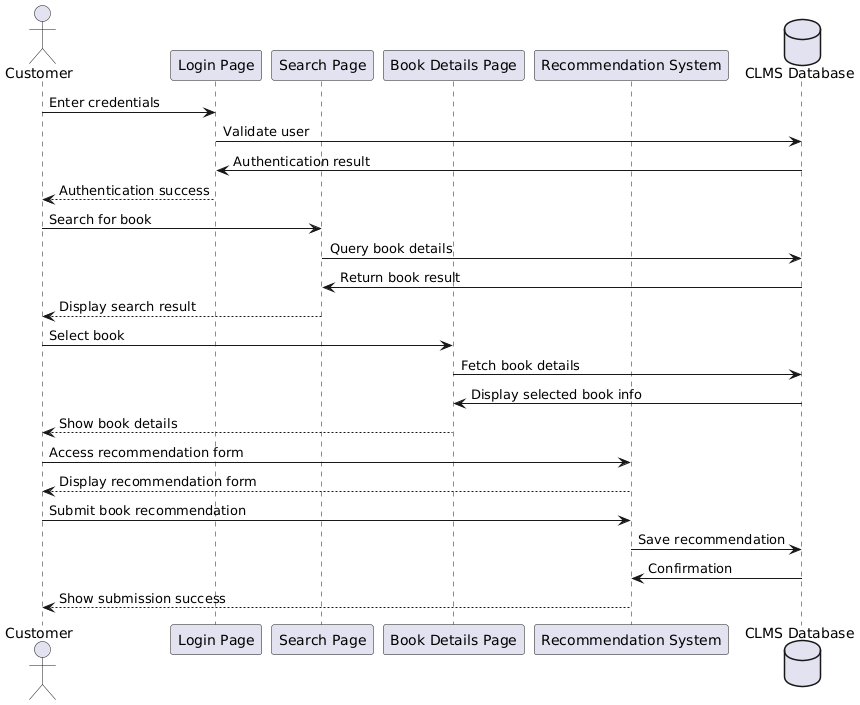 Customer
Login Page
Search Page
Book Details Page
Recommendation System
CLMS Database
Enter credentials
Validate user
Authentication result
Authentication success
Search for book
Query book details
Return book result
Display search result
Select book
Fetch book details
Display selected book info
Show book details
Access recommendation form
Display recommendation form
Submit book recommendation
Save recommendation
Confirmation
Show submission success
Customer
Login Page
Search Page
Book Details Page
Recommendation System
CLMS Database